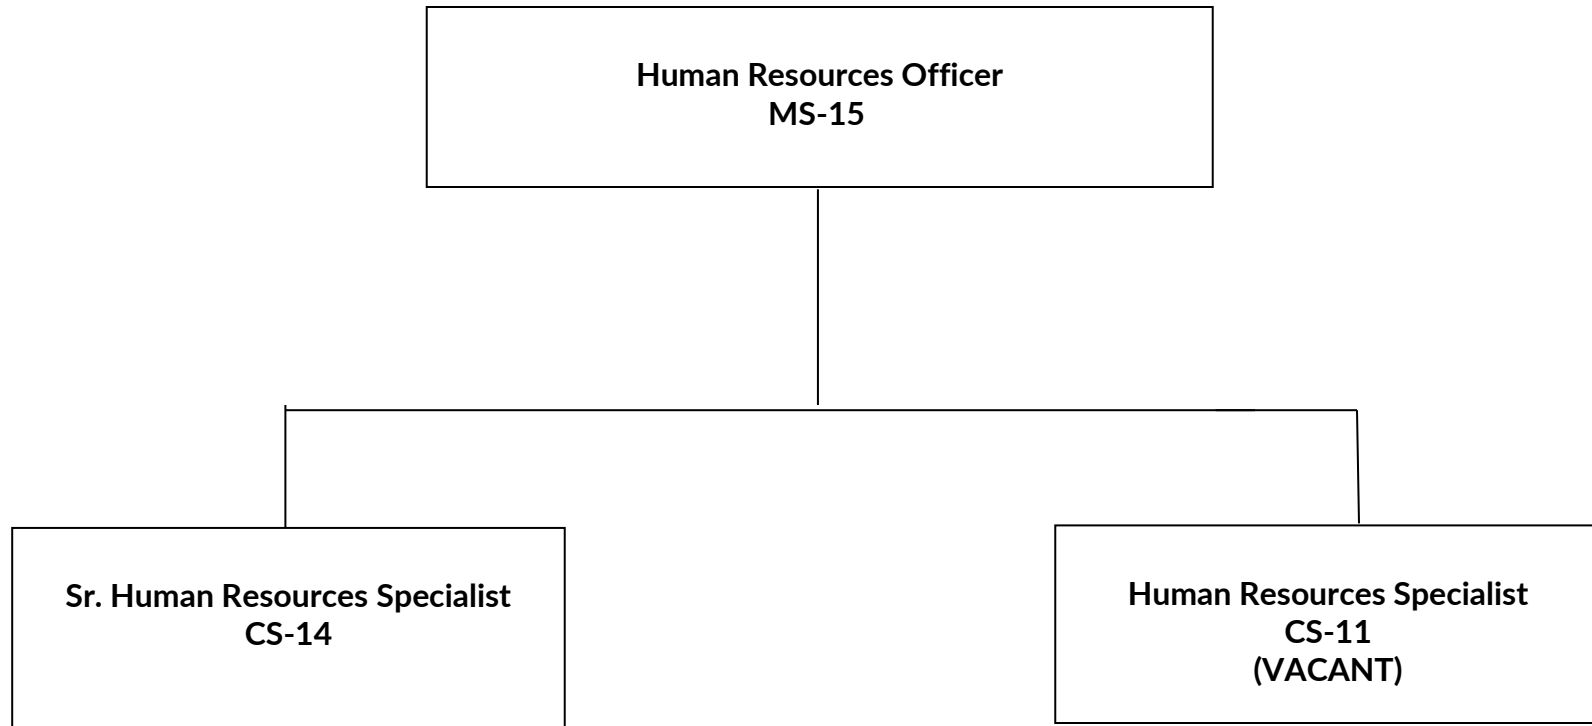 Human Resources Officer
MS-15
Sr. Human Resources Specialist
CS-14
Human Resources Specialist
CS-11
(VACANT)